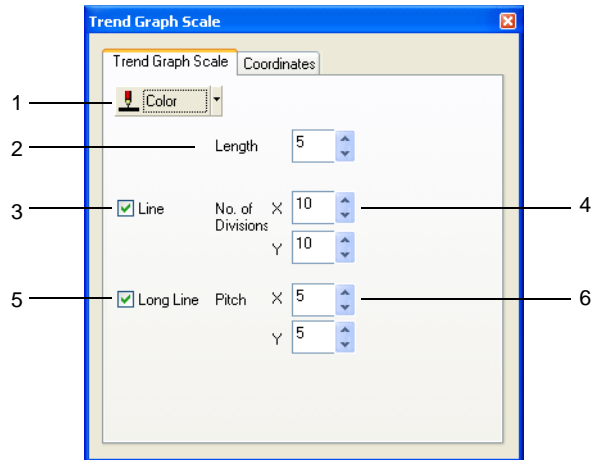 Trend Graph Scale
Trend Graph Scale Coordinates
1 Color
2 Length 5
3 Line No. of Divisions X 10 4
Y 10
5 Long Line Pitch X 5 6
Y 5